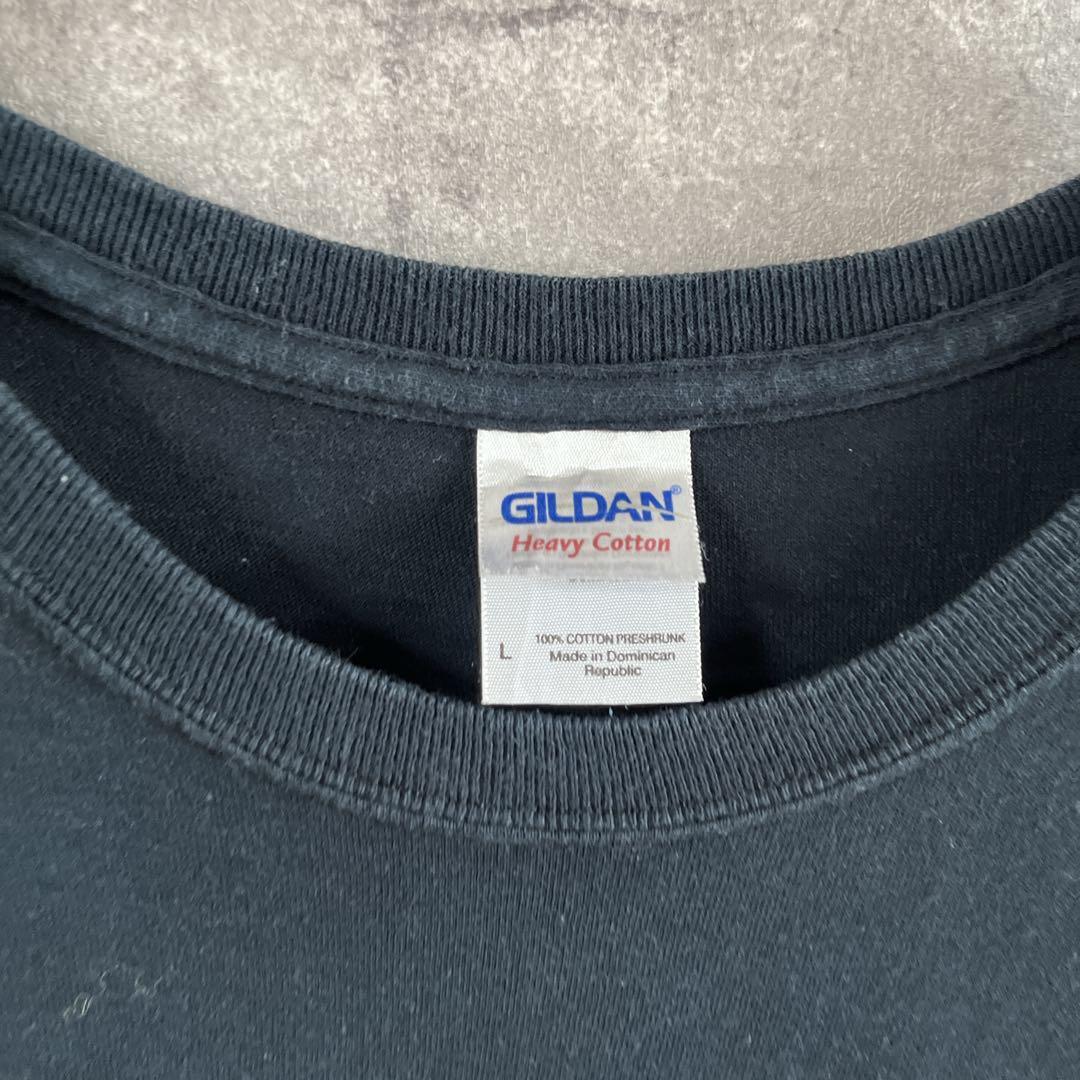 GILDAN®
Heavy Cotton
100% COTTON PRESHRUNK
L Made in Dominican
Republic